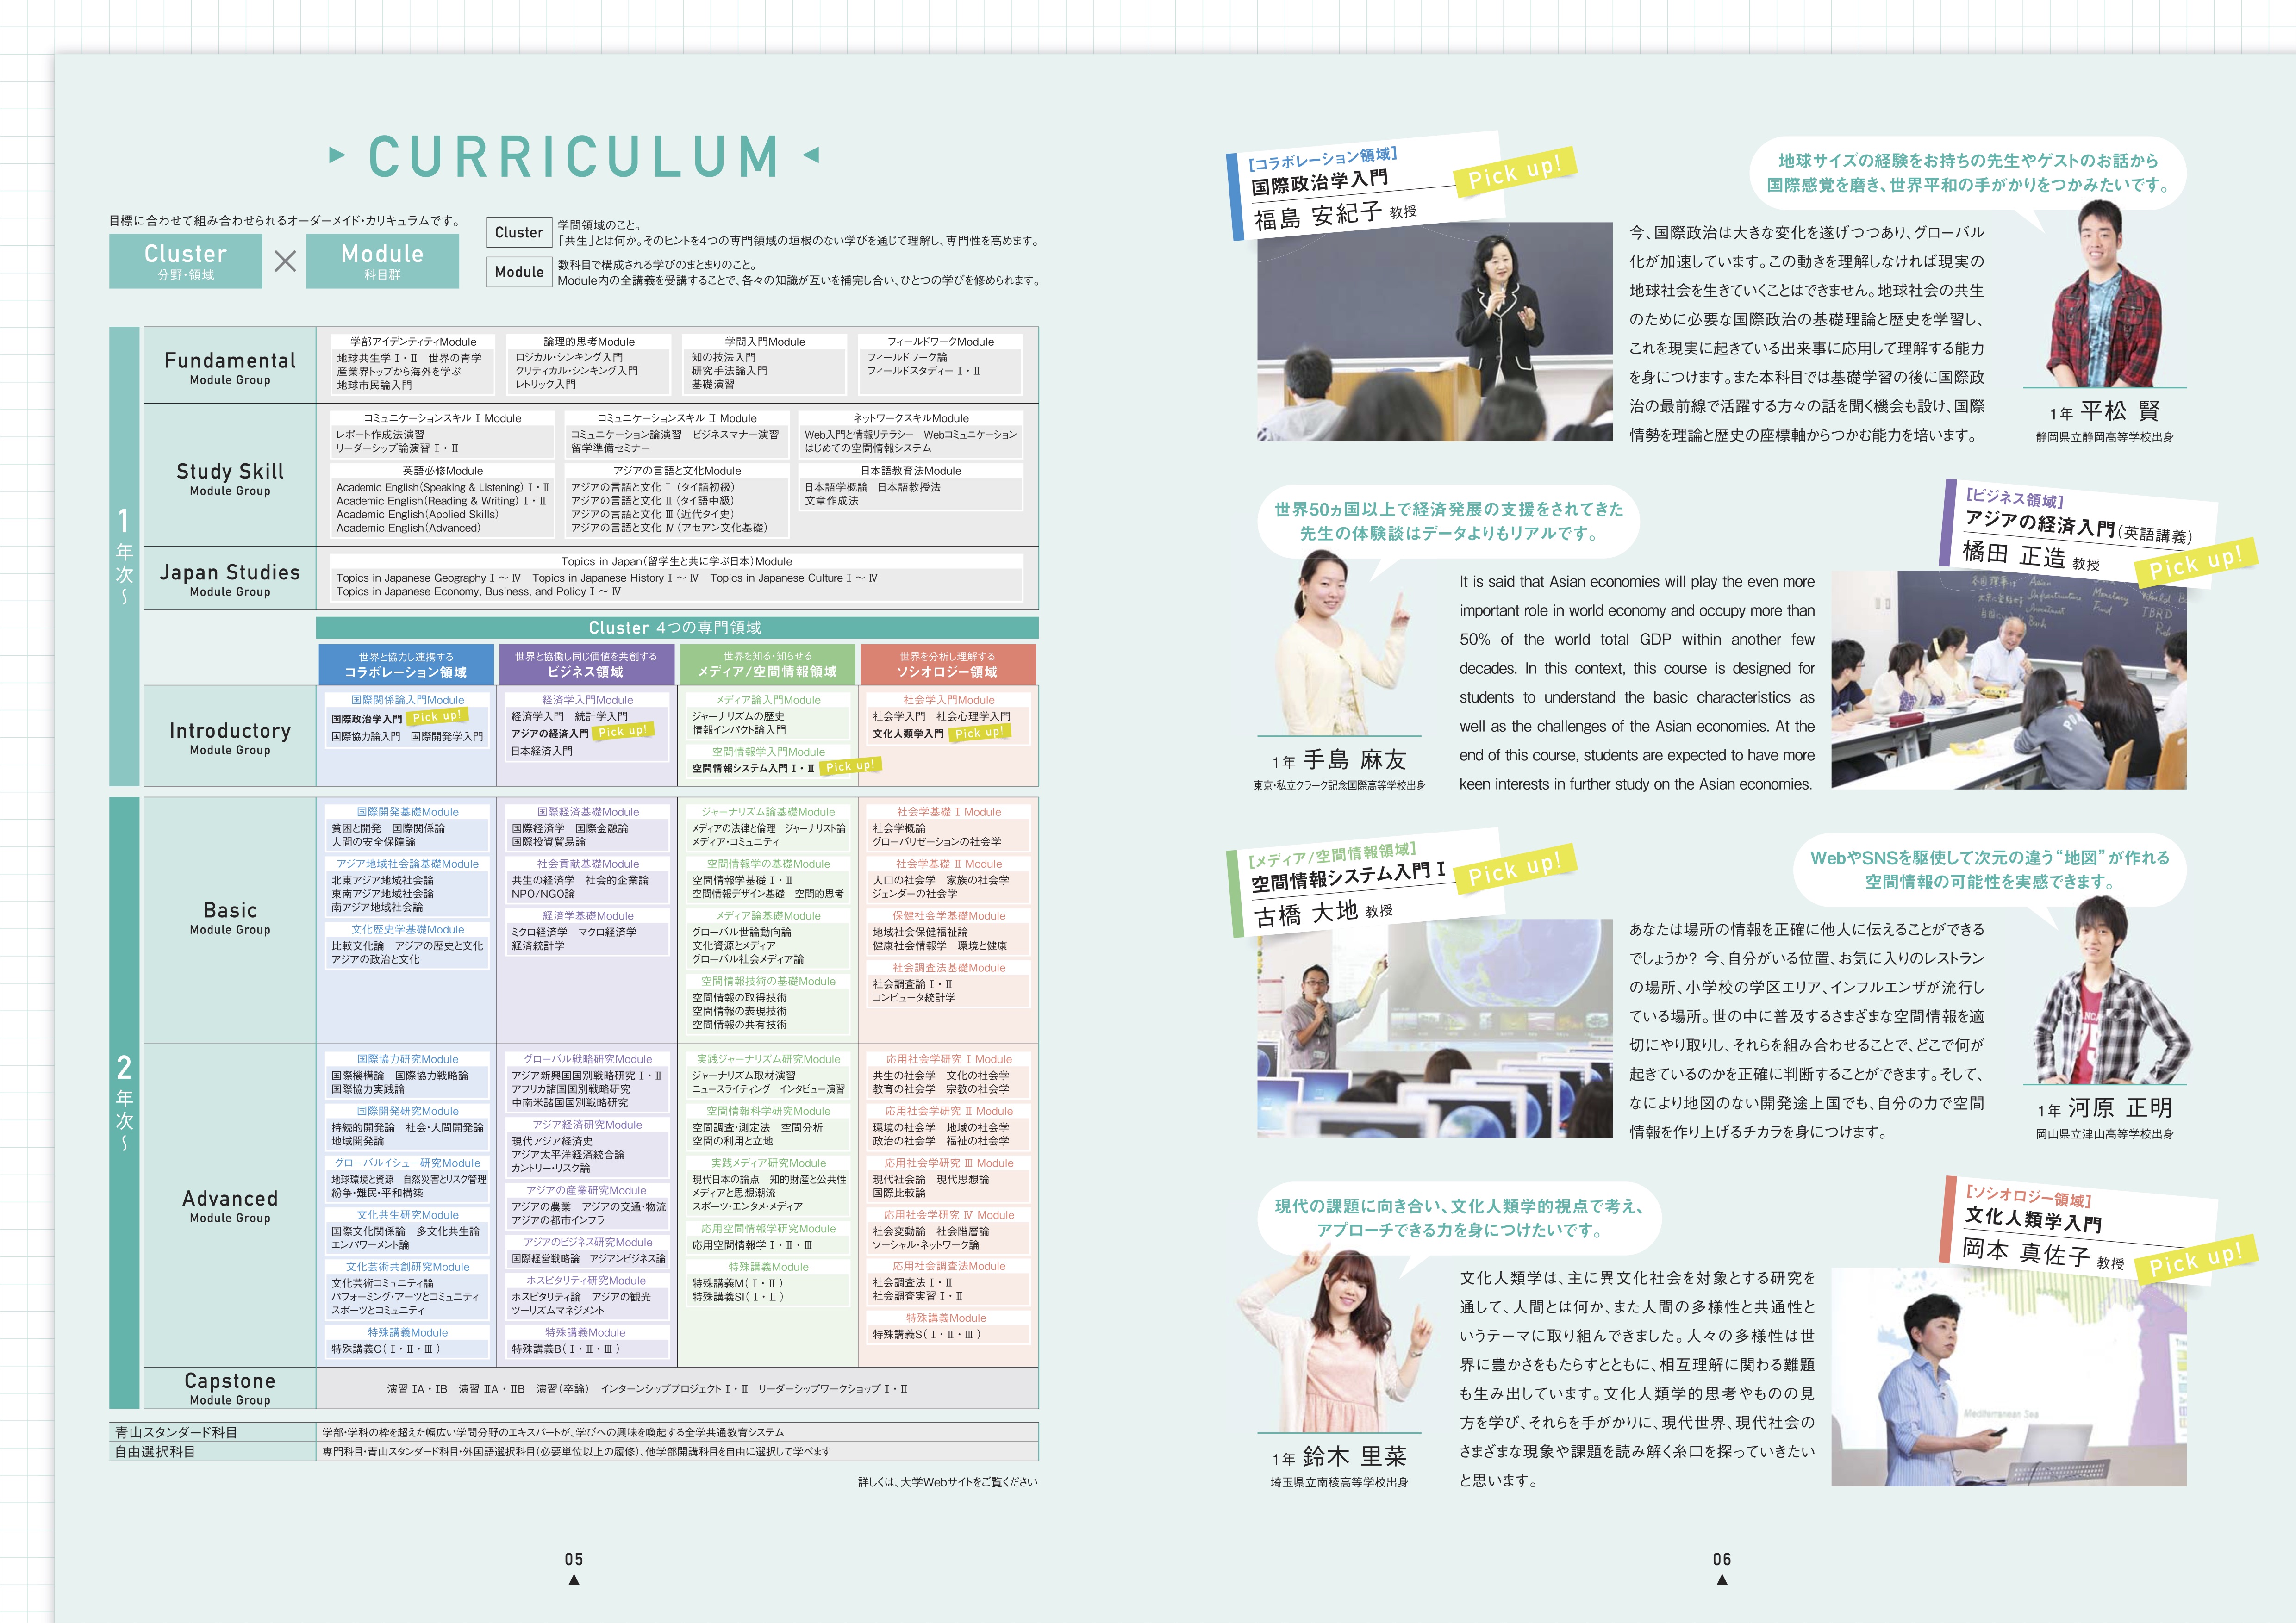 CURRICULUM
目標に合わせて組み合わせられるオーダーメイド・カリキュラムです。
Cluster
分野・領域
×
Module
科目群
Cluster
学問領域のこと。
「共生」とは何か。そのヒントを4つの専門領域の垣根のない学びを通じて理解し、専門性を高めます。
Module
数科目で構成される学びのまとまりのこと。
Module内の全講義を受講することで、各々の知識が互いを補完し合い、ひとつの学びを修められます。
1年次〜
Fundamental
Module Group
学部アイデンティティModule
地球共生学 I・II 世界の青学
産業界トップから海外を学ぶ
地球市民論入門
論理的思考Module
ロジカル・シンキング入門
クリティカル・シンキング入門
レトリック入門
学問入門Module
知の技法入門
研究手法論入門
基礎演習
フィールドワークModule
フィールドワーク論
フィールドスタディー I・II
Study Skill
Module Group
コミュニケーションスキル I Module
レポート作成法演習
リーダーシップ論演習 I・II
コミュニケーションスキル II Module
コミュニケーション論演習 ビジネスマナー演習
留学準備セミナー
ネットワークスキルModule
Web入門と情報リテラシー Webコミュニケーション
はじめての空間情報システム
英語必修Module
Academic English(Speaking & Listening) I・II
Academic English(Reading & Writing) I・II
Academic English(Applied Skills)
Academic English(Advanced)
アジアの言語と文化Module
アジアの言語と文化 I (タイ語初級)
アジアの言語と文化 II (タイ語中級)
アジアの言語と文化 III (近代タイ史)
アジアの言語と文化 IV (アセアン文化基礎)
日本語教育法Module
日本語学概論 日本語教授法
文章作成法
Japan Studies
Module Group
Topics in Japan(留学生と共に学ぶ日本)Module
Topics in Japanese Geography I 〜 IV Topics in Japanese History I 〜 IV Topics in Japanese Culture I 〜 IV
Topics in Japanese Economy, Business, and Policy I 〜 IV
Cluster 4つの専門領域
世界と協力し連携する
コラボレーション領域
世界と協働し同じ価値を共創する
ビジネス領域
世界を知る・知らせる
メディア/空間情報領域
世界を分析し理解する
ソシオロジー領域
Introductory
Module Group
国際関係論入門Module
国際政治学入門 Pick up!
国際協力論入門 国際開発学入門
経済学入門Module
経済学入門 統計学入門
アジアの経済入門 Pick up!
日本経済入門
メディア論入門Module
ジャーナリズムの歴史
情報インパクト論入門
空間情報学入門Module
空間情報システム入門 I・II Pick up!
社会学入門Module
社会学入門 社会心理学入門
文化人類学入門 Pick up!
2年次〜
Basic
Module Group
国際開発基礎Module
貧困と開発 国際関係論
人間の安全保障論
アジア地域社会論基礎Module
北東アジア地域社会論
東南アジア地域社会論
南アジア地域社会論
文化歴史学基礎Module
比較文化論 アジアの歴史と文化
アジアの政治と文化
国際経済基礎Module
国際経済学 国際金融論
国際投資貿易論
社会貢献基礎Module
共生の経済学 社会的企業論
NPO/NGO論
経済学基礎Module
ミクロ経済学 マクロ経済学
経済統計学
ジャーナリズム論基礎Module
メディアの法律と倫理 ジャーナリスト論
メディア・コミュニティ
空間情報学の基礎Module
空間情報学基礎 I・II
空間情報デザイン基礎 空間的思考
メディア論基礎Module
グローバル世論動向論
文化資源とメディア
グローバル社会メディア論
空間情報技術の基礎Module
空間情報の取得技術
空間情報の表現技術
空間情報の共有技術
社会学基礎 I Module
社会学概論
グローバリゼーションの社会学
社会学基礎 II Module
人口の社会学 家族の社会学
ジェンダーの社会学
保健社会学基礎Module
地域社会保健福祉論
健康社会情報学 環境と健康
社会調査法基礎Module
社会調査論 I・II
コンピュータ統計学
Advanced
Module Group
国際協力研究Module
国際機構論 国際協力戦略論
国際協力実践論
国際開発研究Module
持続的開発論 社会・人間開発論
地域開発論
グローバルイシュー研究Module
地球環境と資源 自然災害とリスク管理
紛争・難民・平和構築
文化共生研究Module
国際文化関係論 多文化共生論
エンパワーメント論
文化芸術共創研究Module
文化芸術コミュニティ論
パフォーミング・アーツとコミュニティ
スポーツとコミュニティ
特殊講義Module
特殊講義C( I・II・III )
グローバル戦略研究Module
アジア新興国国別戦略研究 I・II
アフリカ諸国国別戦略研究
中南米諸国国別戦略研究
アジア経済研究Module
現代アジア経済史
アジア太平洋経済統合論
カントリー・リスク論
アジアの産業研究Module
アジアの農業 アジアの交通・物流
アジアの都市インフラ
アジアのビジネス研究Module
国際経営戦略論 アジアンビジネス論
ホスピタリティ研究Module
ホスピタリティ論 アジアの観光
ツーリズムマネジメント
特殊講義Module
特殊講義B( I・II・III )
実践ジャーナリズム研究Module
ジャーナリズム取材演習
ニュースライティング インタビュー演習
空間情報科学研究Module
空間調査・測定法 空間分析
空間の利用と立地
実践メディア研究Module
現代日本の論点 知的財産と公共性
メディアと思想潮流
スポーツ・エンタメ・メディア
応用空間情報学研究Module
応用空間情報学 I・II・III
特殊講義Module
特殊講義M( I・II )
特殊講義SI( I・II )
応用社会学研究 I Module
共生の社会学 文化の社会学
教育の社会学 宗教の社会学
応用社会学研究 II Module
環境の社会学 地域の社会学
政治の社会学 福祉の社会学
応用社会学研究 III Module
現代社会論 現代思想論
国際比較論
応用社会学研究 IV Module
社会変動論 社会階層論
ソーシャル・ネットワーク論
応用社会調査法Module
社会調査法 I・II
社会調査実習 I・II
特殊講義Module
特殊講義S( I・II・III )
Capstone
Module Group
演習 IA・IB 演習 IIA・IIB 演習(卒論) インターンシッププロジェクト I・II リーダーシップワークショップ I・II
青山スタンダード科目
学部・学科の枠を超えた幅広い学問分野のエキスパートが、学びへの興味を喚起する全学共通教育システム
自由選択科目
専門科目・青山スタンダード科目・外国語選択科目(必要単位以上の履修)、他学部開講科目を自由に選択して学べます
詳しくは、大学Webサイトをご覧ください
05
[コラボレーション領域]
国際政治学入門
福島 安紀子 教授
Pick up!
地球サイズの経験をお持ちの先生やゲストのお話から
国際感覚を磨き、世界平和の手がかりをつかみたいです。
今、国際政治は大きな変化を遂げつつあり、グローバル
化が加速しています。この動きを理解しなければ現実の
地球社会を生きていくことはできません。地球社会の共生
のために必要な国際政治の基礎理論と歴史を学習し、
これを現実に起きている出来事に応用して理解する能力
を身につけます。また本科目では基礎学習の後に国際政
治の最前線で活躍する方々の話を聞く機会も設け、国際
情勢を理論と歴史の座標軸からつかむ能力を培います。
1年 平松 賢
静岡県立静岡高等学校出身
世界50ヵ国以上で経済発展の支援をされてきた
先生の体験談はデータよりもリアルです。
1年 手島 麻友
東京・私立クラーク記念国際高等学校出身
It is said that Asian economies will play the even more
important role in world economy and occupy more than
50% of the world total GDP within another few
decades. In this context, this course is designed for
students to understand the basic characteristics as
well as the challenges of the Asian economies. At the
end of this course, students are expected to have more
keen interests in further study on the Asian economies.
[ビジネス領域]
アジアの経済入門(英語講義)
橘田 正造 教授
Pick up!
Asian
Infrastructure
Investment
Bank
Monetary
Fund
World
IBRD
[メディア/空間情報領域]
空間情報システム入門 I
古橋 大地 教授
Pick up!
WebやSNSを駆使して次元の違う“地図”が作れる
空間情報の可能性を実感できます。
あなたは場所の情報を正確に他人に伝えることができる
でしょうか? 今、自分がいる位置、お気に入りのレストラン
の場所、小学校の学区エリア、インフルエンザが流行し
ている場所。世の中に普及するさまざまな空間情報を適
切にやり取りし、それらを組み合わせることで、どこで何が
起きているのかを正確に判断することができます。そして、
なにより地図のない開発途上国でも、自分の力で空間
情報を作り上げるチカラを身につけます。
1年 河原 正明
岡山県立津山高等学校出身
現代の課題に向き合い、文化人類学的視点で考え、
アプローチできる力を身につけたいです。
1年 鈴木 里菜
埼玉県立南稜高等学校出身
文化人類学は、主に異文化社会を対象とする研究を
通して、人間とは何か、また人間の多様性と共通性と
いうテーマに取り組んできました。人々の多様性は世
界に豊かさをもたらすとともに、相互理解に関わる難題
も生み出しています。文化人類学的思考やものの見
方を学び、それらを手がかりに、現代世界、現代社会の
さまざまな現象や課題を読み解く糸口を探っていきたい
と思います。
[ソシオロジー領域]
文化人類学入門
岡本 真佐子 教授
Pick up!
Mediterranean Sea
06